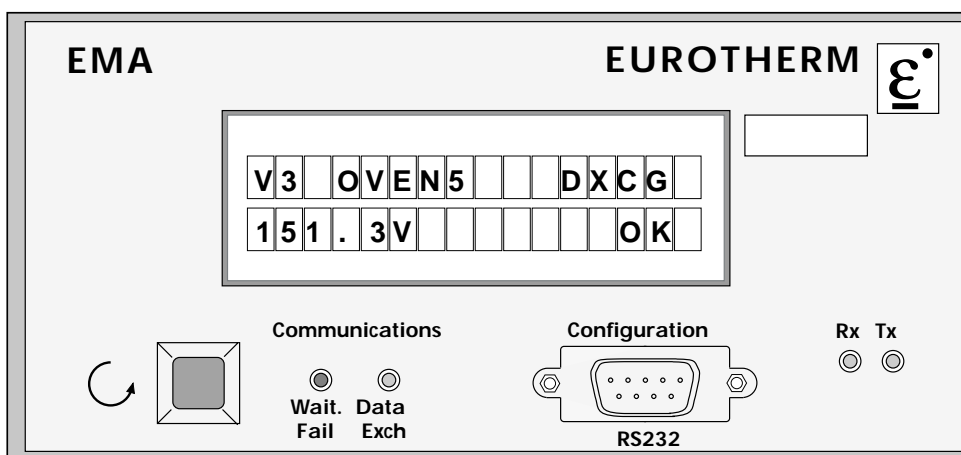 EMA
EUROTHERM ε
V3 OVEN5 DXCG
151.3V OK
Communications
Configuration
Rx Tx
Wait. Data
Fail Exch
RS232